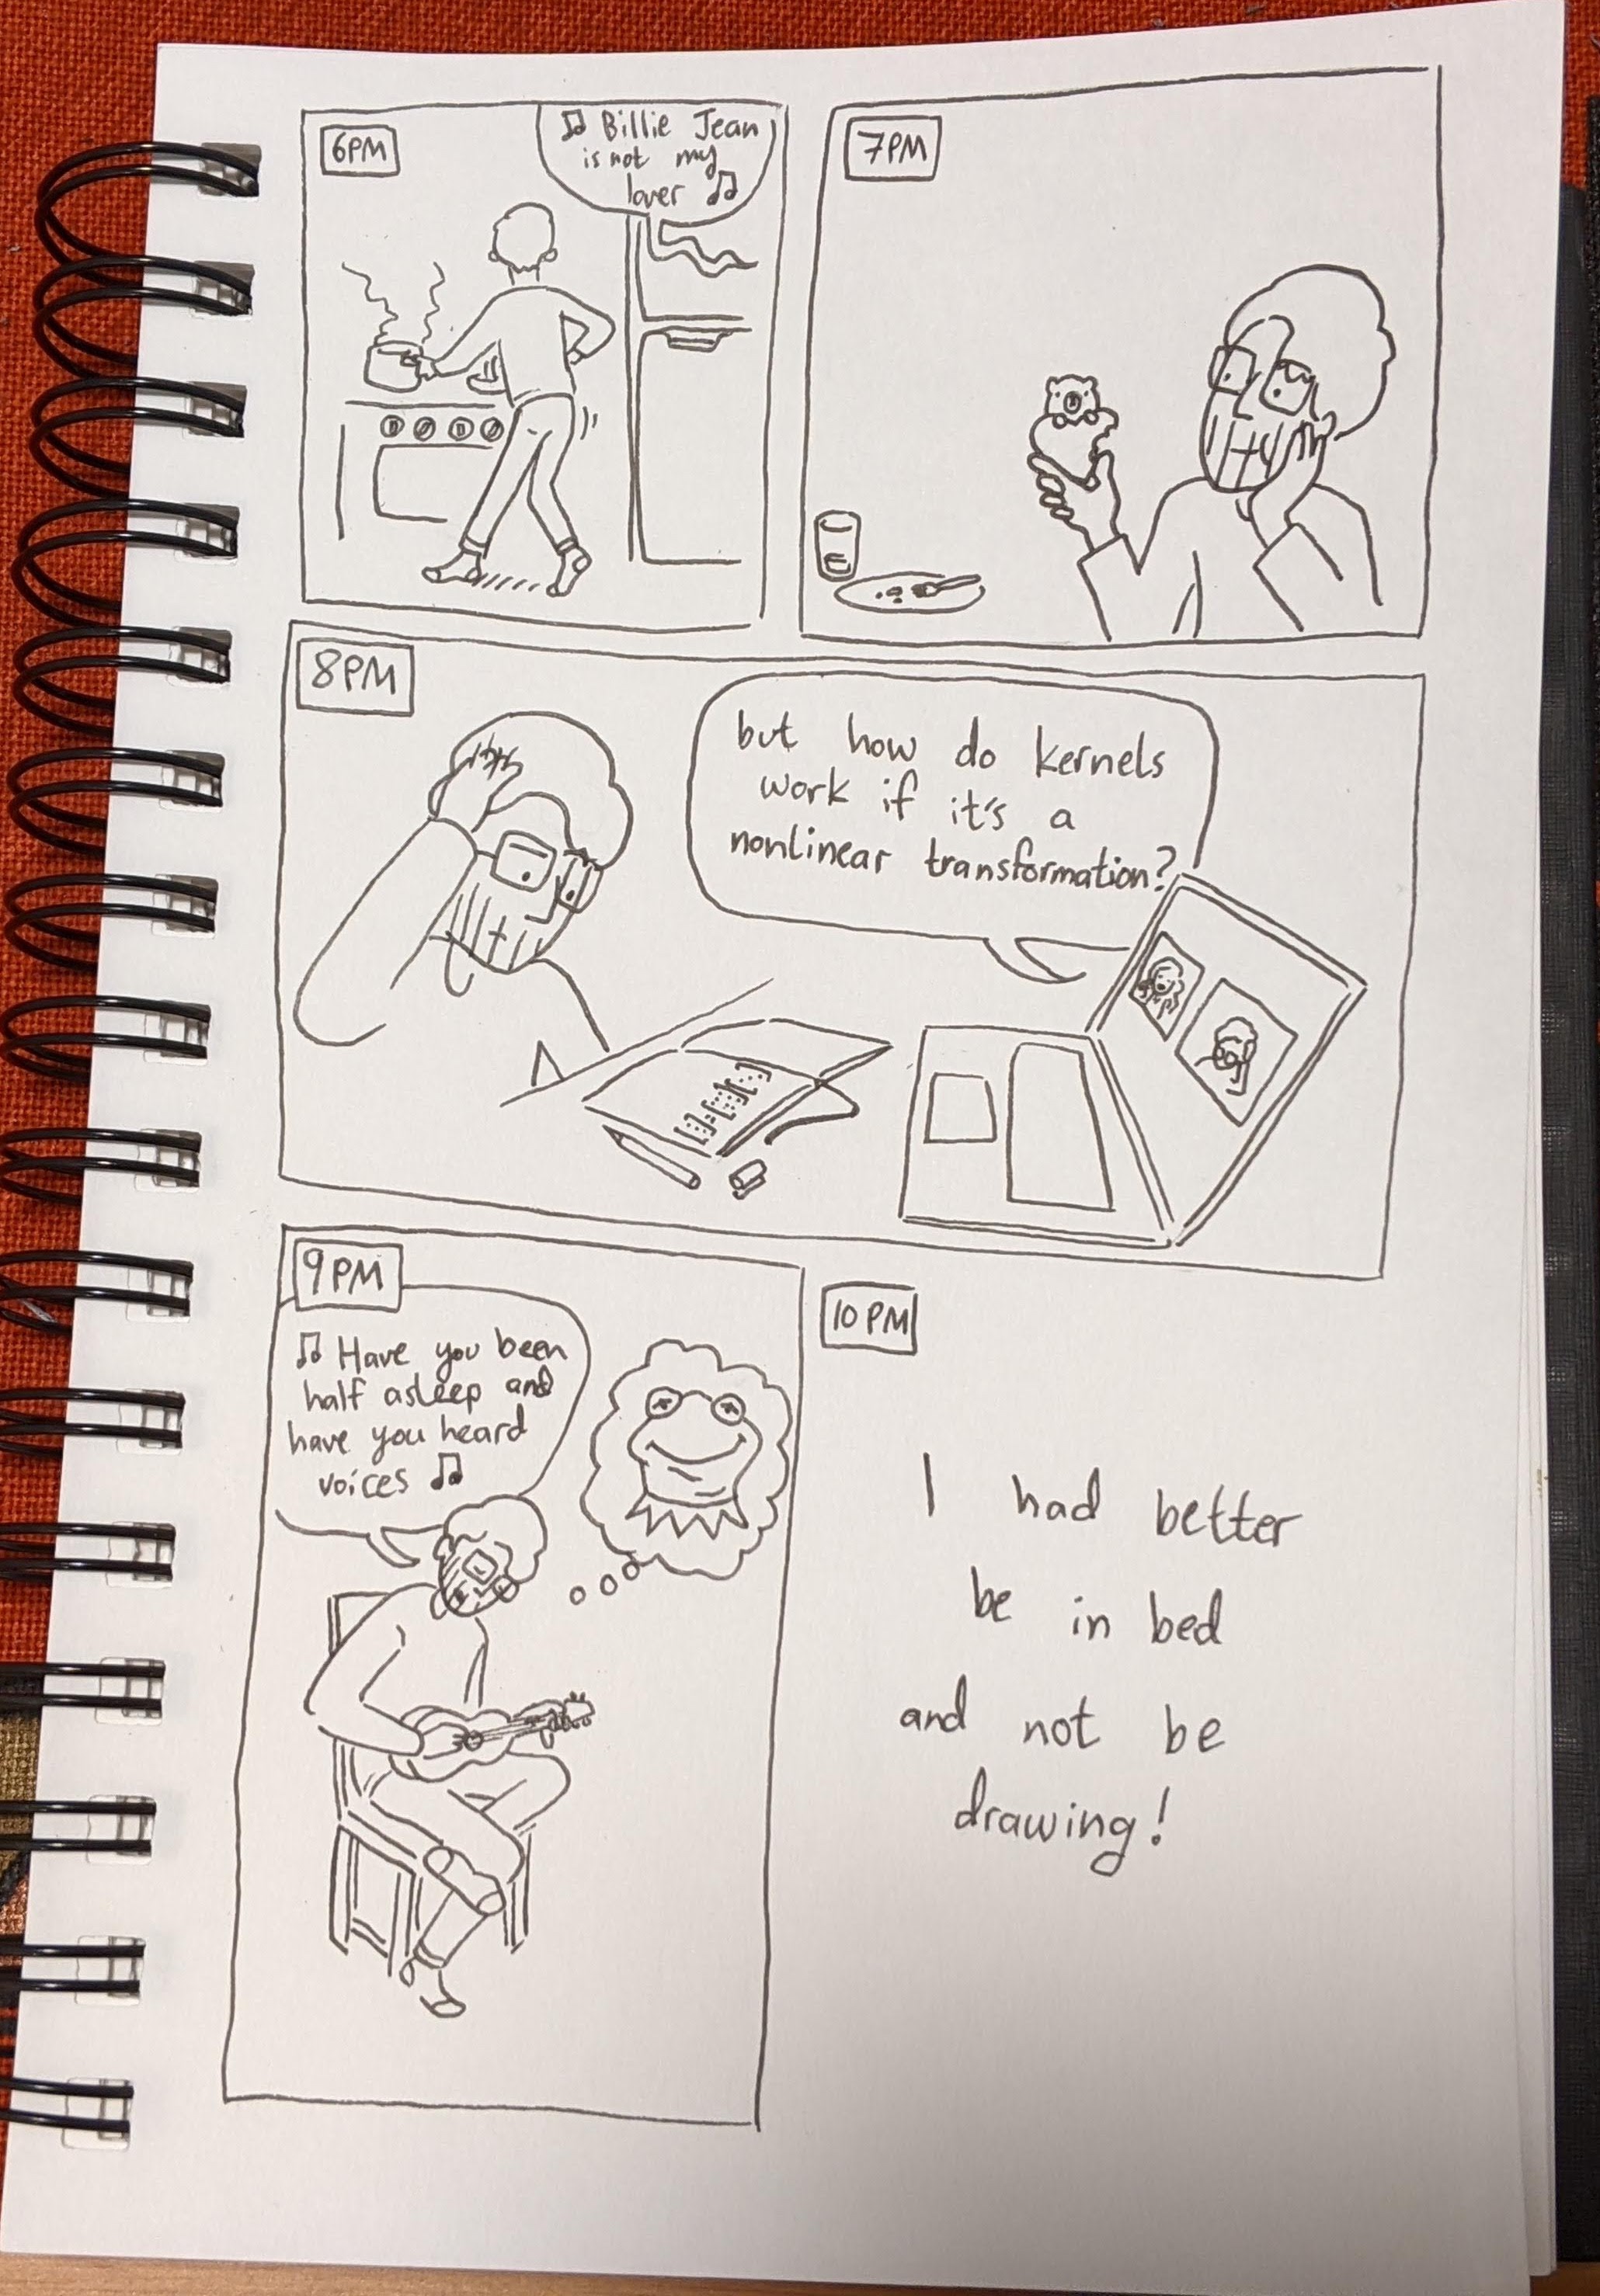 6PM
♫ Billie Jean
is not my
lover ♫
7PM
8PM
but how do kernels
work if it's a
nonlinear transformation?
9PM
♫ Have you been
half asleep and
have you heard
voices ♫
10PM
I had better
be in bed
and not be
drawing!